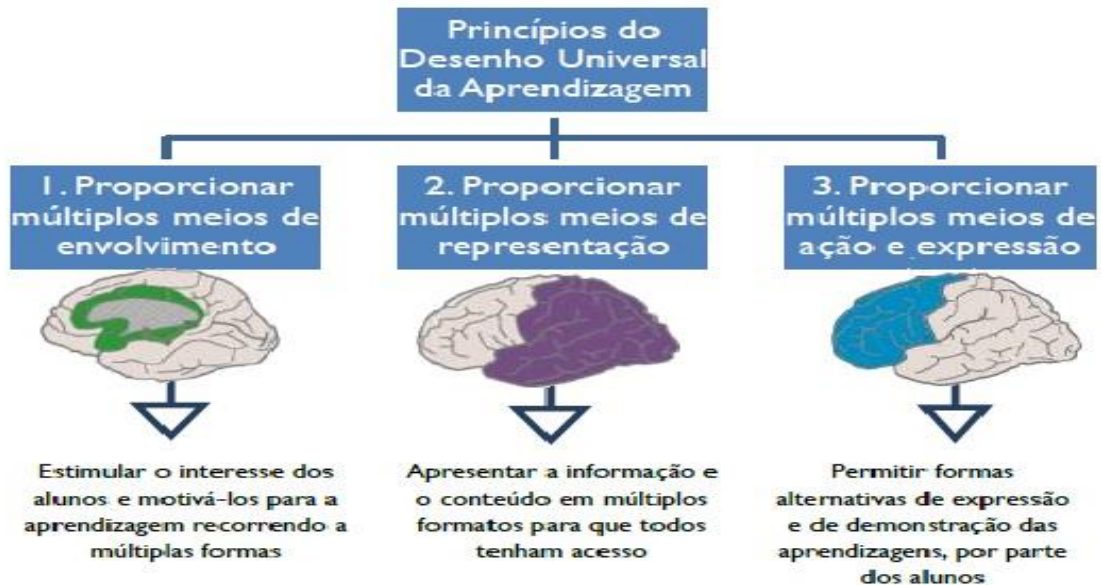 Princípios do
Desenho Universal
da Aprendizagem
1. Proporcionar
múltiplos meios de
envolvimento
2. Proporcionar
múltiplos meios de
representação
3. Proporcionar
múltiplos meios de
ação e expressão
Estimular o interesse dos
alunos e motivá-los para a
aprendizagem recorrendo a
múltiplas formas
Apresentar a informação e
o conteúdo em múltiplos
formatos para que todos
tenham acesso
Permitir formas
alternativas de expressão
e de demonstração das
aprendizagens, por parte
dos alunos